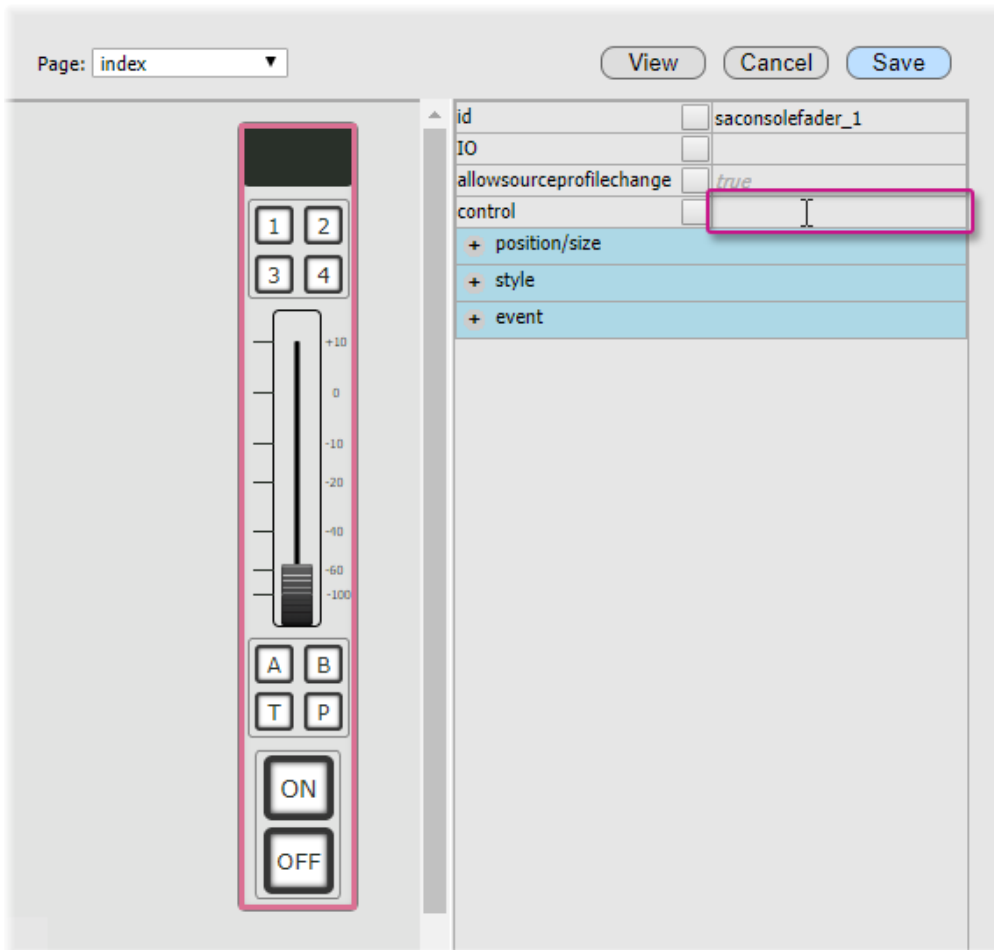 Page: index ▼ View Cancel Save
id saconsolefader_1
IO
allowsourceprofilechange true
control
+ position/size
+ style
+ event
1 2
3 4
+10
0
-10
-20
-40
-60
-100
A B
T P
ON
OFF